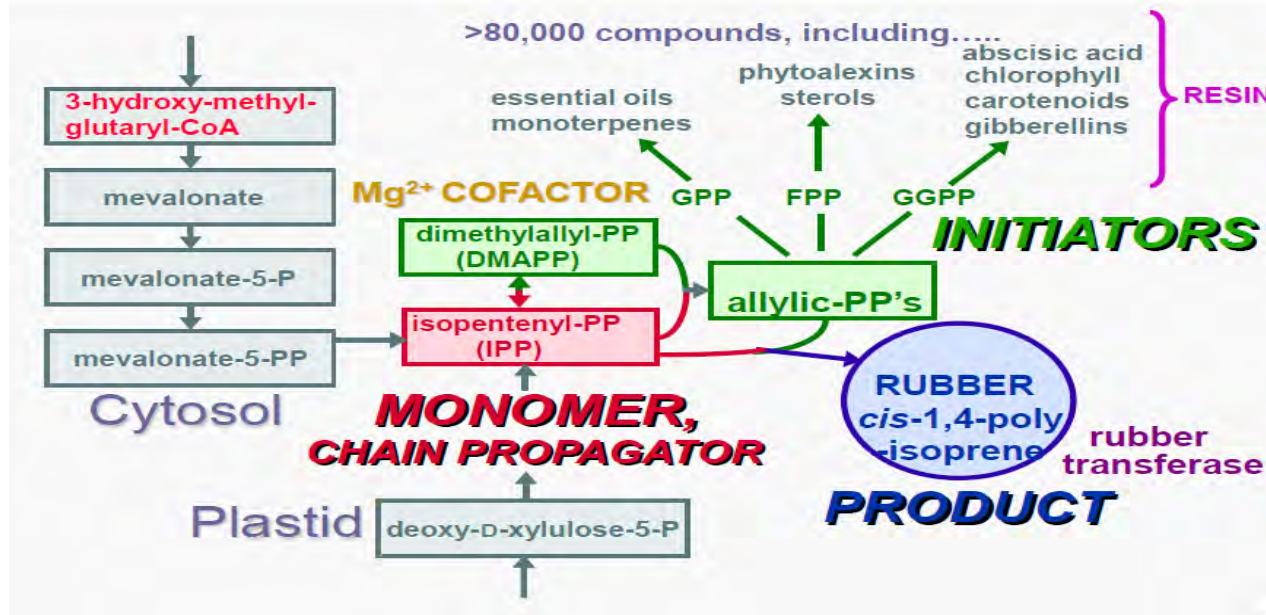 >80,000 compounds, including…..
3-hydroxy-methyl-
glutaryl-CoA
mevalonate
mevalonate-5-P
mevalonate-5-PP
Cytosol
essential oils
monoterpenes
phytoalexins
sterols
abscisic acid
chlorophyll
carotenoids
gibberellins
RESIN
Mg²⁺ COFACTOR
GPP
FPP
GGPP
INITIATORS
dimethylallyl-PP
(DMAPP)
isopentenyl-PP
(IPP)
allylic-PP's
MONOMER,
CHAIN PROPAGATOR
RUBBER
cis-1,4-poly
-isoprene
rubber
transferase
PRODUCT
Plastid
deoxy-D-xylulose-5-P